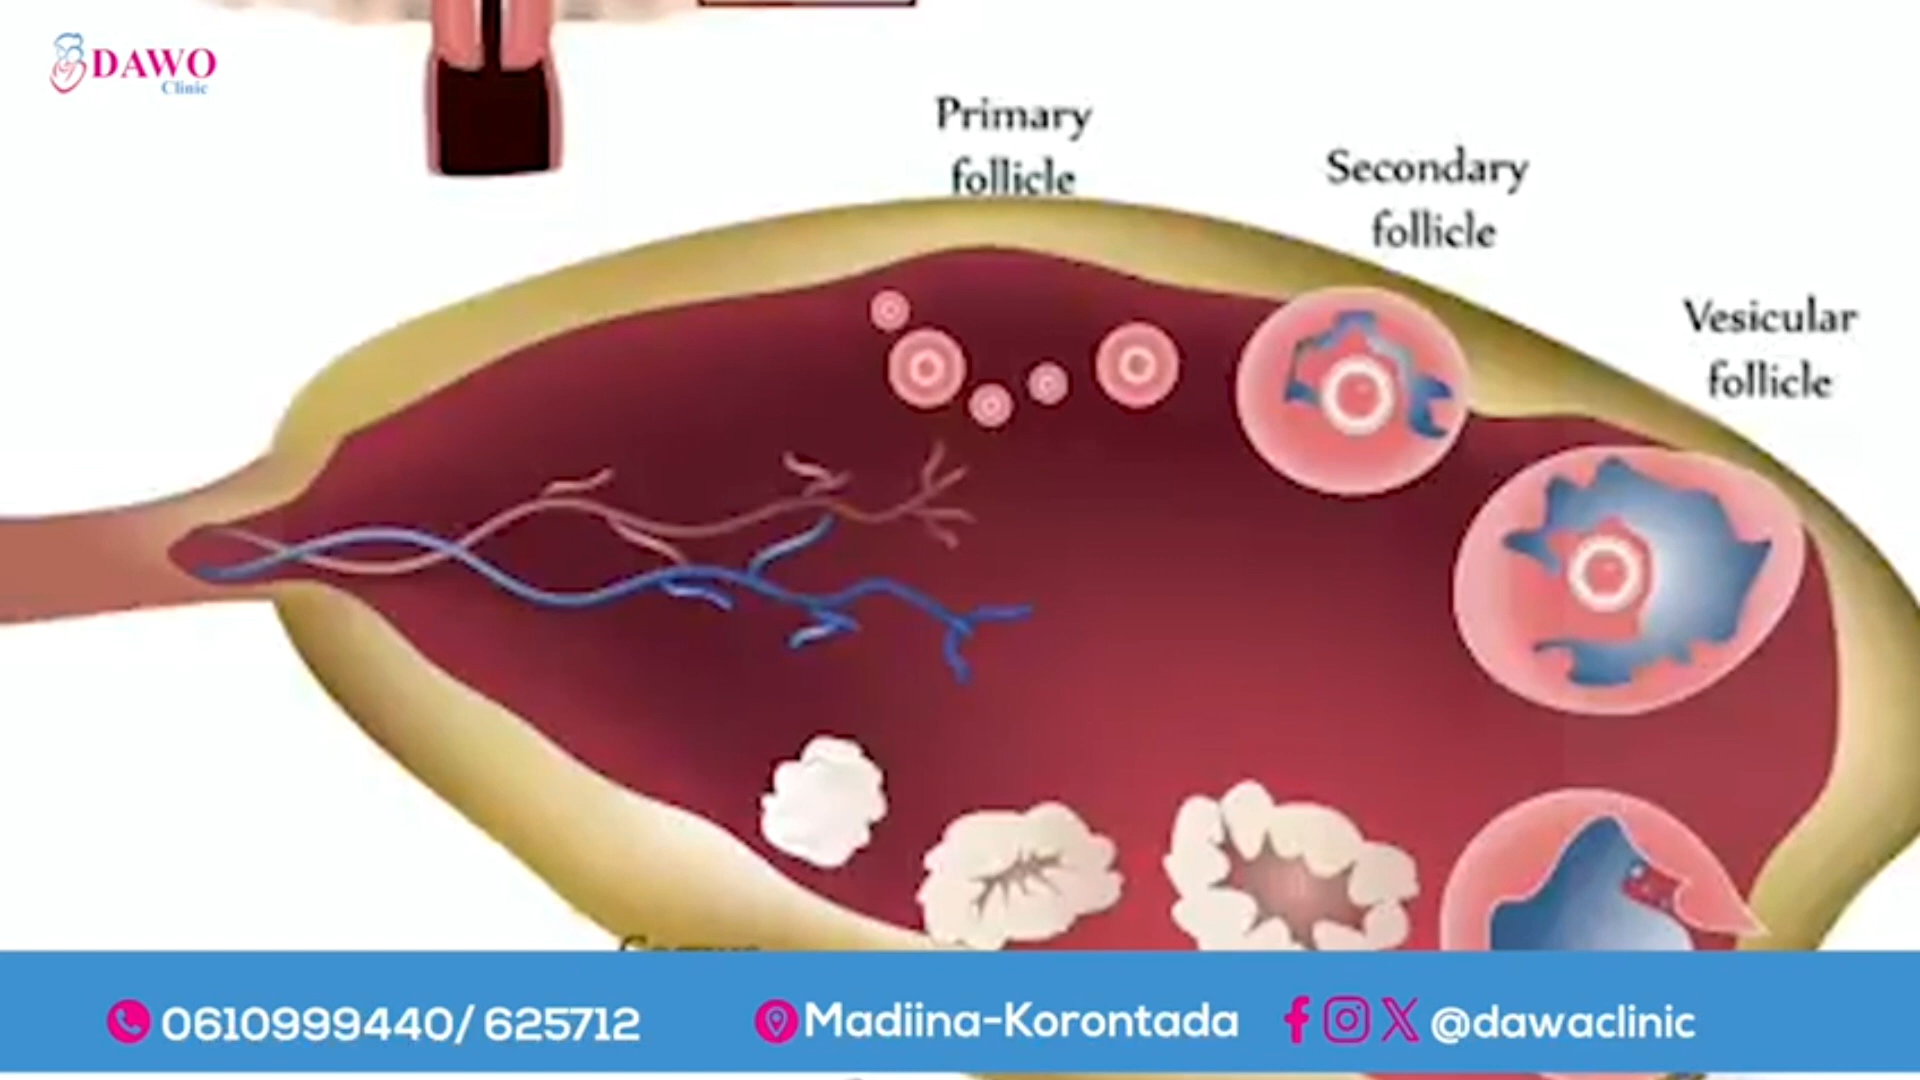 DAWO
Clinic
Primary
follicle
Secondary
follicle
Vesicular
follicle
0610999440/ 625712
Madiina-Korontada
@dawaclinic